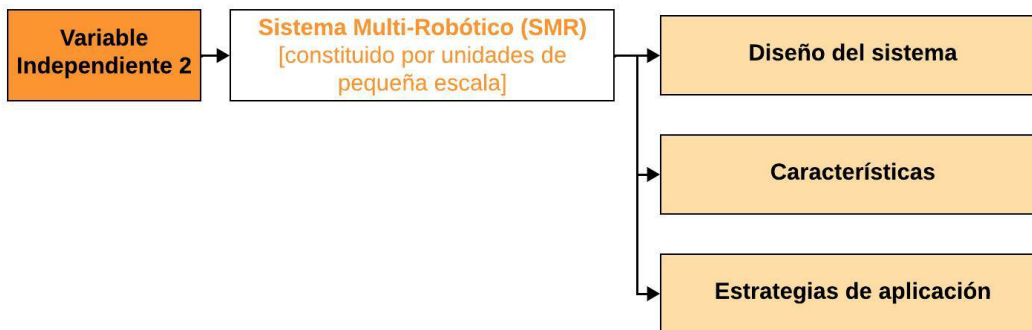 Variable
Independiente 2
Sistema Multi-Robótico (SMR)
[constituido por unidades de
pequeña escala]
Diseño del sistema
Características
Estrategias de aplicación